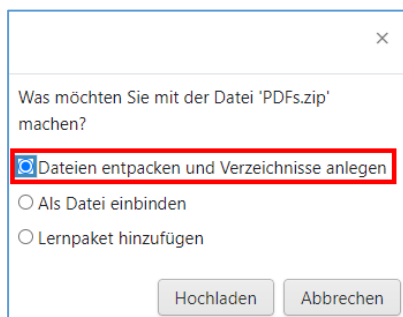 Was möchten Sie mit der Datei 'PDFs.zip'
machen?
Dateien entpacken und Verzeichnisse anlegen
Als Datei einbinden
Lernpaket hinzufügen
Hochladen Abbrechen